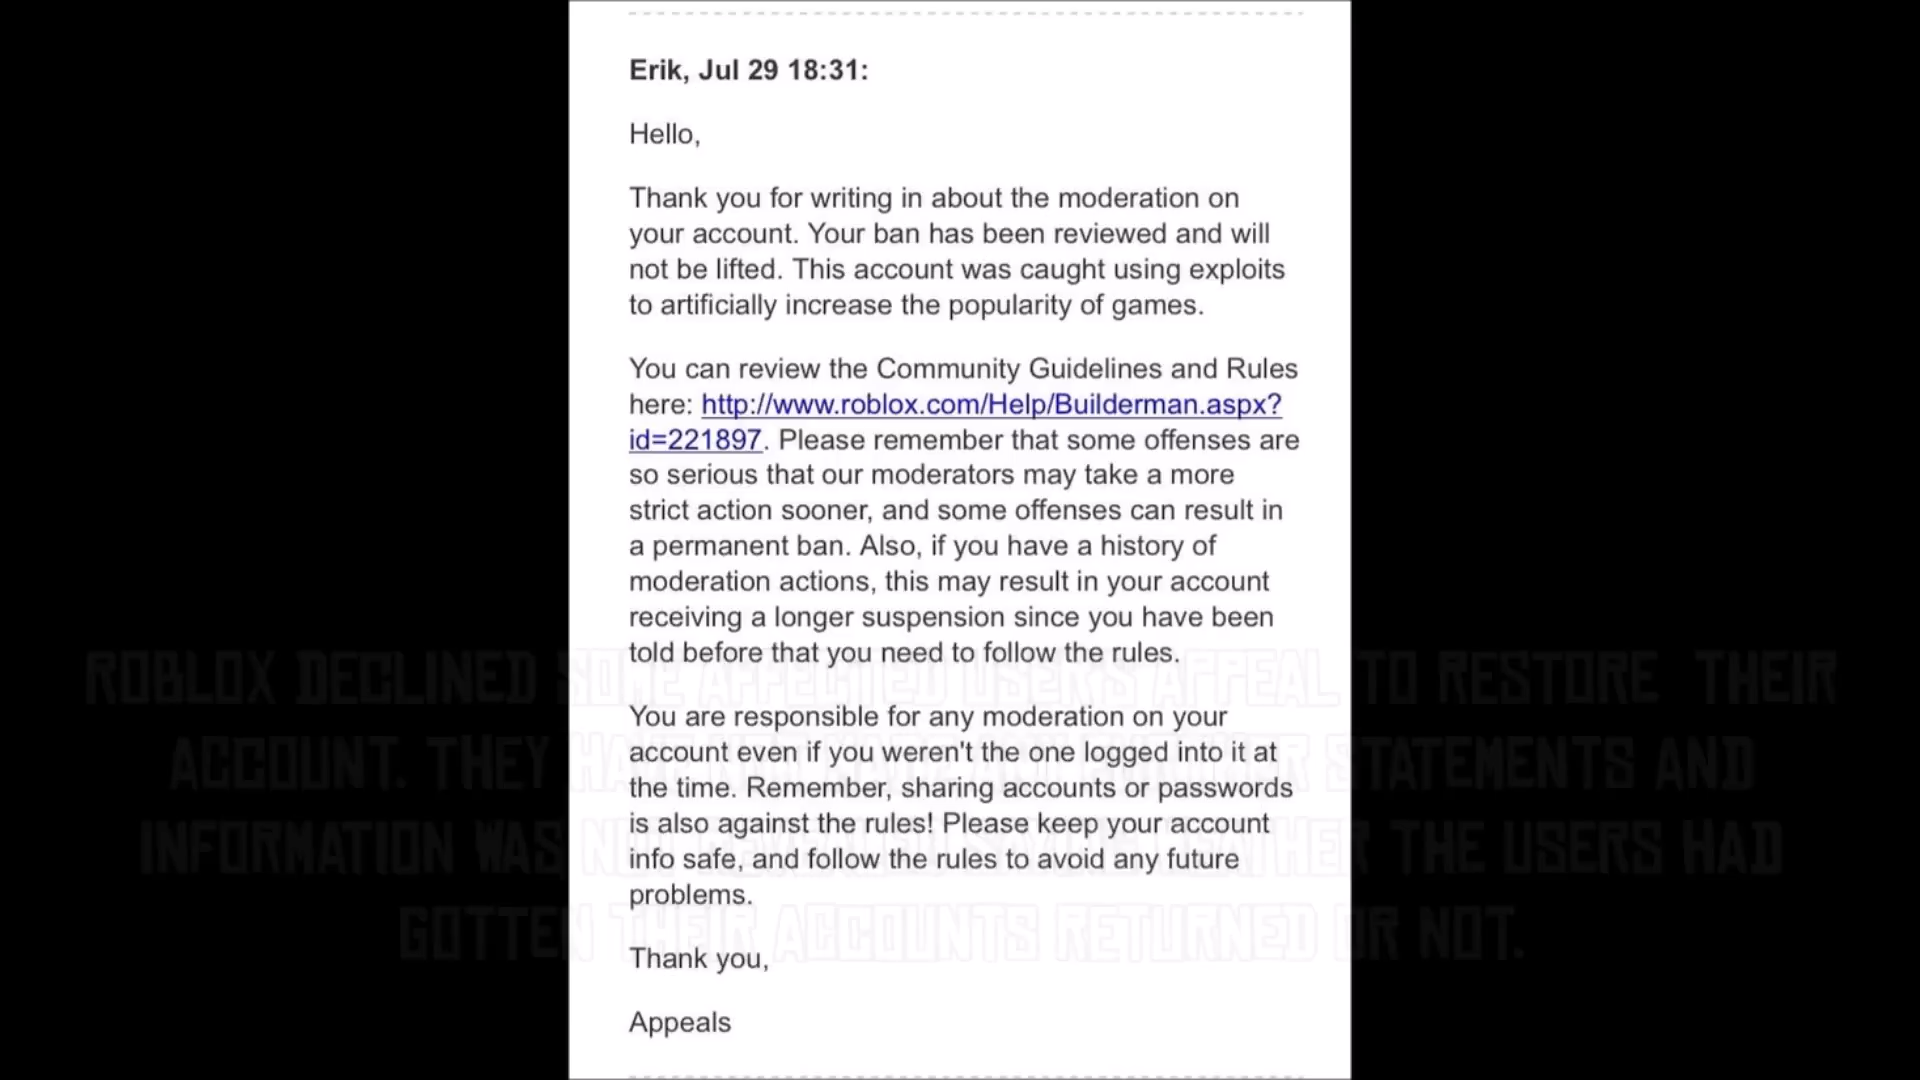 Erik, Jul 29 18:31:
Hello,
Thank you for writing in about the moderation on
your account. Your ban has been reviewed and will
not be lifted. This account was caught using exploits
to artificially increase the popularity of games.
You can review the Community Guidelines and Rules
here: http://www.roblox.com/Help/Builderman.aspx?
id=221897. Please remember that some offenses are
so serious that our moderators may take a more
strict action sooner, and some offenses can result in
a permanent ban. Also, if you have a history of
moderation actions, this may result in your account
receiving a longer suspension since you have been
told before that you need to follow the rules.
You are responsible for any moderation on your
account even if you weren't the one logged into it at
the time. Remember, sharing accounts or passwords
is also against the rules! Please keep your account
info safe, and follow the rules to avoid any future
problems.
Thank you,
Appeals
ROBLOX DECLINED SOME AFFECTED USERS APPEAL TO RESTORE THEIR
ACCOUNT. THEY HAVE NOT MADE ANY FURTHER STATEMENTS AND
INFORMATION WAS NOT REVEALED THE USERS HAD
GOTTEN THEIR ACCOUNTS RETURNED OR NOT.